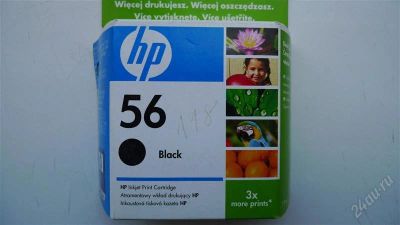 Więcej drukujesz. Więcej oszczędzasz.
Více vytisknete. Více ušetříte.
hp
56
118
Black
HP Inkjet Print Cartridge
Atramentowy wkład drukujący HP
Inkoustová tisková kazeta HP
3x
more prints*
24au.ru